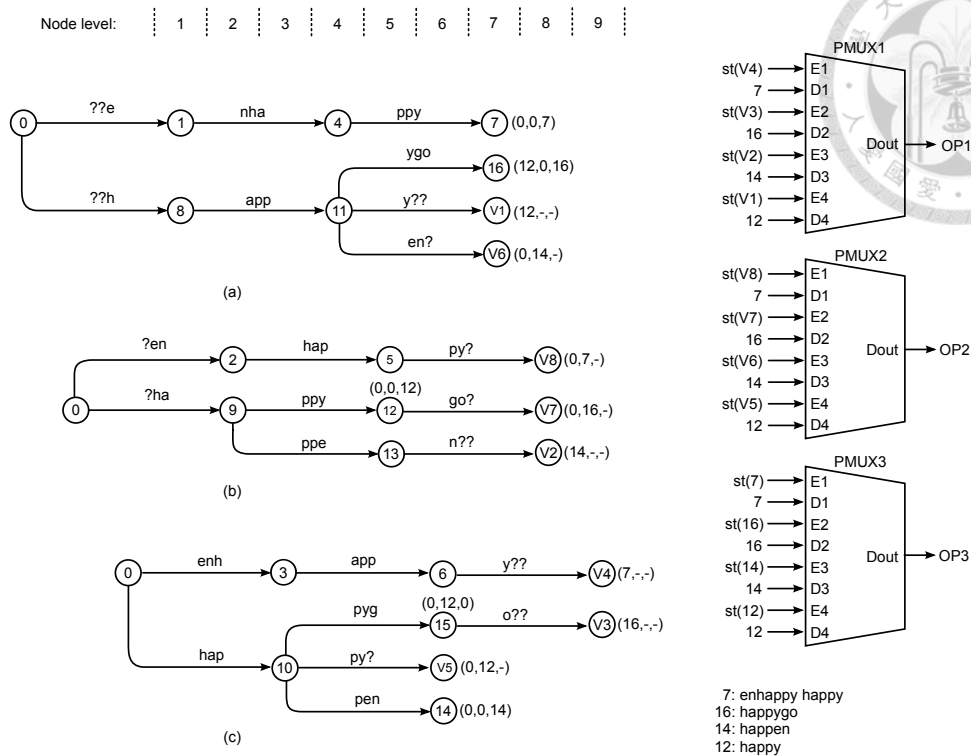 Node level: 1 2 3 4 5 6 7 8 9
0 ??e 1 nha 4 ppy 7 (0,0,7)
ygo 16 (12,0,16)
??h 8 app 11 y?? V1 (12,-,-)
en? V6 (0,14,-)
(a)
?en 2 hap 5 py? V8 (0,7,-)
(0,0,12)
0 ?ha 9 ppy 12 go? V7 (0,16,-)
ppe 13 n?? V2 (14,-,-)
(b)
0 enh 3 app 6 y?? V4 (7,-,-)
(0,12,0)
pyg 15 o?? V3 (16,-,-)
hap 10 py? V5 (0,12,-)
pen 14 (0,0,14)
(c)
PMUX1
st(V4) E1
7 D1
st(V3) E2
16 D2
Dout OP1
st(V2) E3
14 D3
st(V1) E4
12 D4
PMUX2
st(V8) E1
7 D1
st(V7) E2
16 D2
Dout OP2
st(V6) E3
14 D3
st(V5) E4
12 D4
PMUX3
st(7) E1
7 D1
st(16) E2
16 D2
Dout OP3
st(14) E3
14 D3
st(12) E4
12 D4
7: enhappy happy
16: happygo
14: happen
12: happy
大
學
人
愛
國
愛